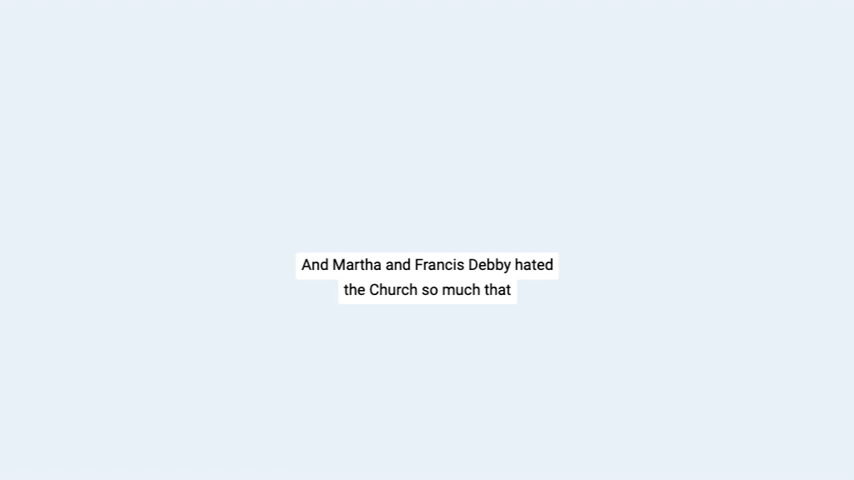 And Martha and Francis Debby hated
the Church so much that